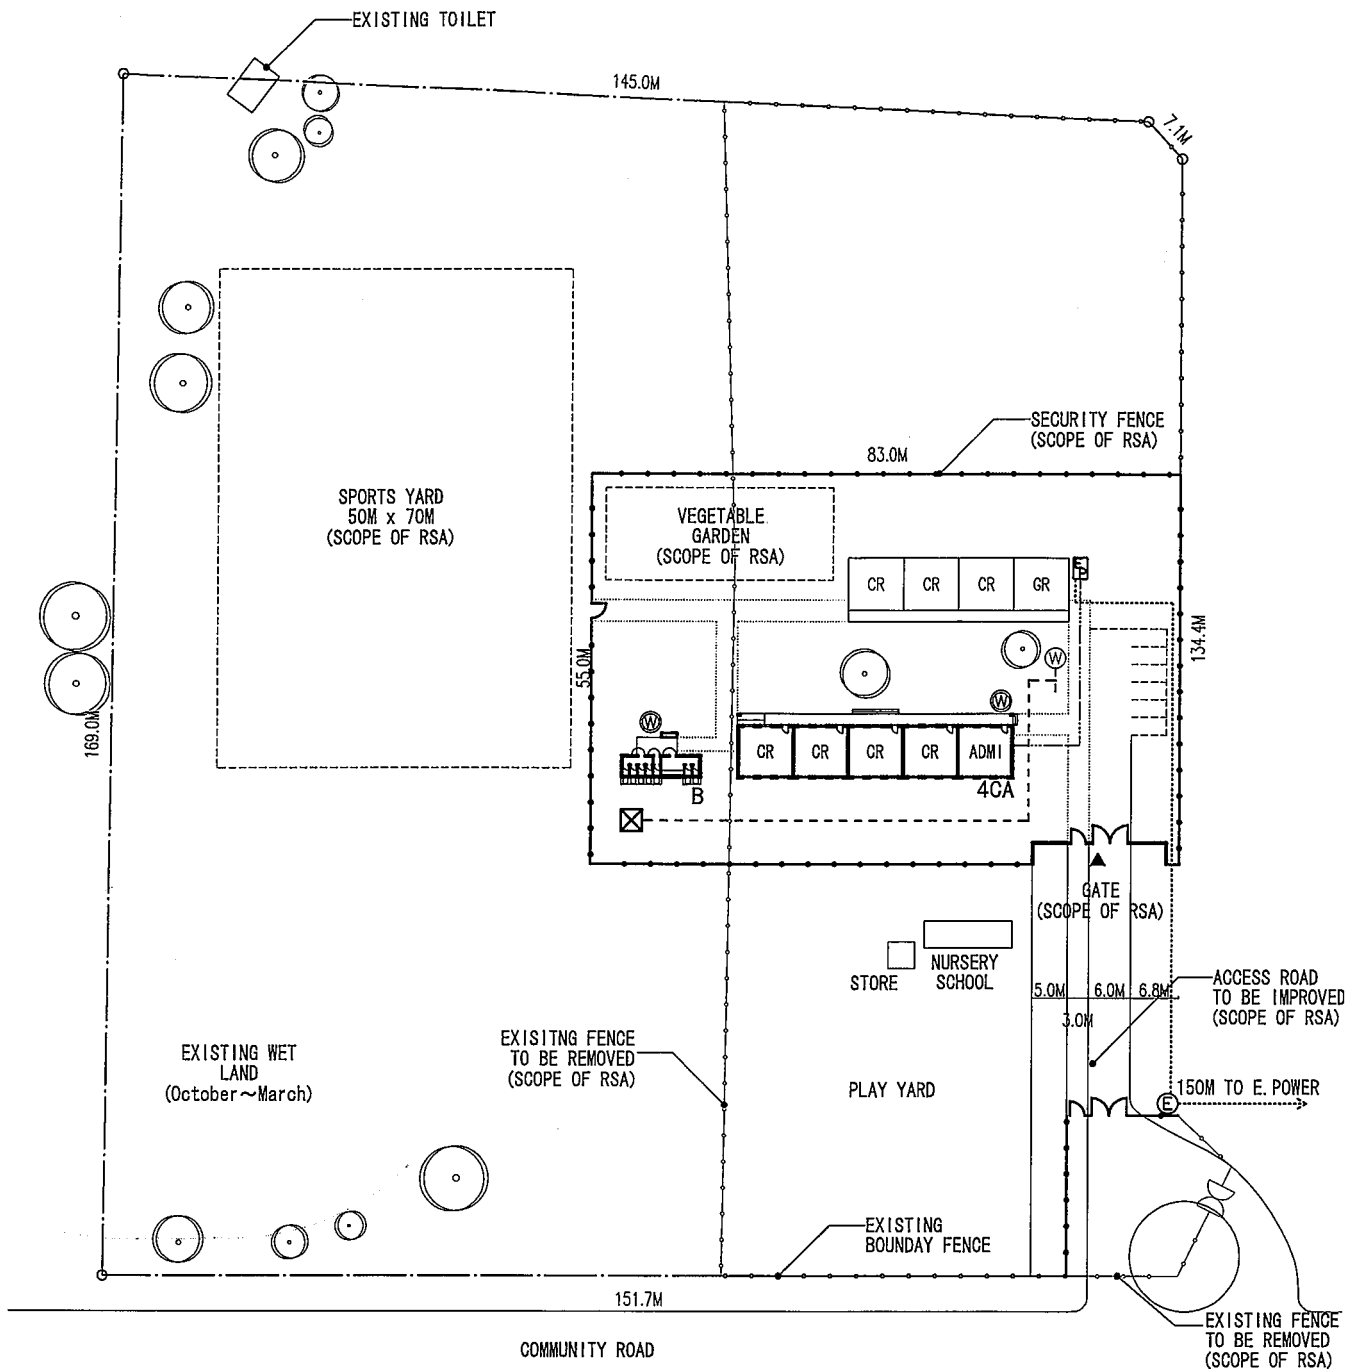 EXISTING TOILET
145.0M
7.1M
SECURITY FENCE
(SCOPE OF RSA)
83.0M
SPORTS YARD
50M x 70M
(SCOPE OF RSA)
VEGETABLE
GARDEN
(SCOPE OF RSA)
CR CR CR GR
EP
134.4M
55.0M
W
W
W
169.0M
CR CR CR CR ADMI
B
4CA
GATE
(SCOPE OF RSA)
STORE
NURSERY
SCHOOL
5.0M 6.0M 6.8M
3.0M
ACCESS ROAD
TO BE IMPROVED
(SCOPE OF RSA)
EXISITNG FENCE
TO BE REMOVED
(SCOPE OF RSA)
EXISTING WET
LAND
(October～March)
PLAY YARD
E
150M TO E.POWER
EXISTING
BOUNDAY FENCE
151.7M
COMMUNITY ROAD
EXISTING FENCE
TO BE REMOVED
(SCOPE OF RSA)